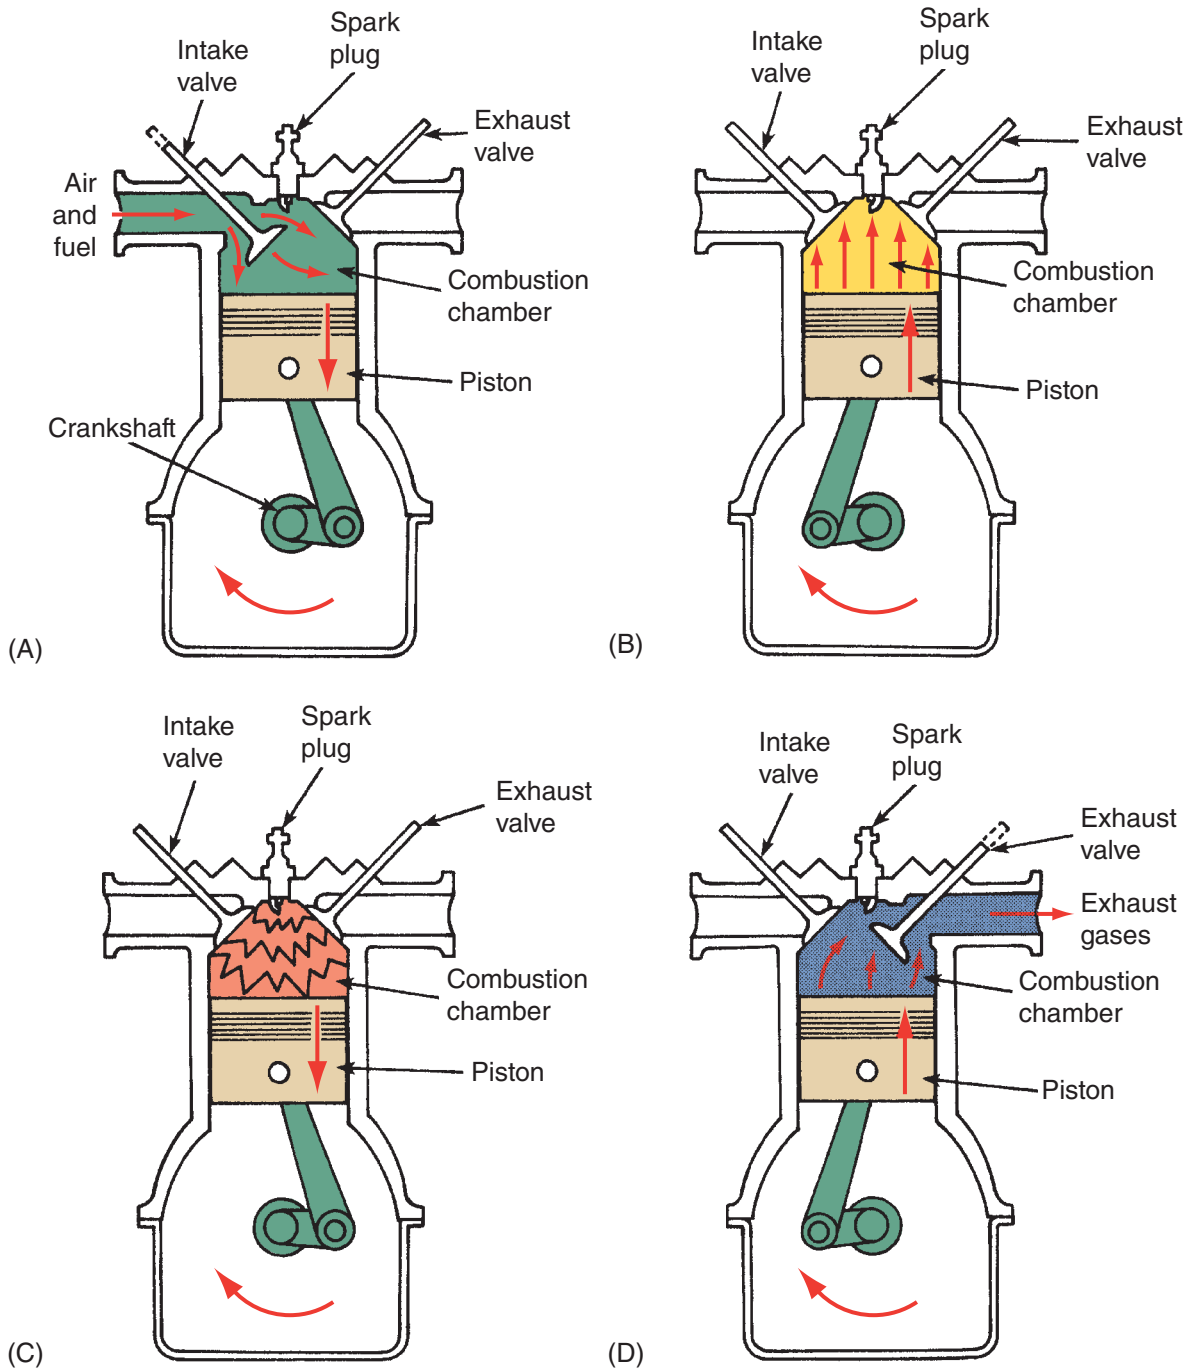 Intake
valve
Spark
plug
Exhaust
valve
Air
and
fuel
Combustion
chamber
Piston
Crankshaft
(A)
Intake
valve
Spark
plug
Exhaust
valve
Combustion
chamber
Piston
(B)
Intake
valve
Spark
plug
Exhaust
valve
Combustion
chamber
Piston
(C)
Intake
valve
Spark
plug
Exhaust
valve
Exhaust
gases
Combustion
chamber
Piston
(D)